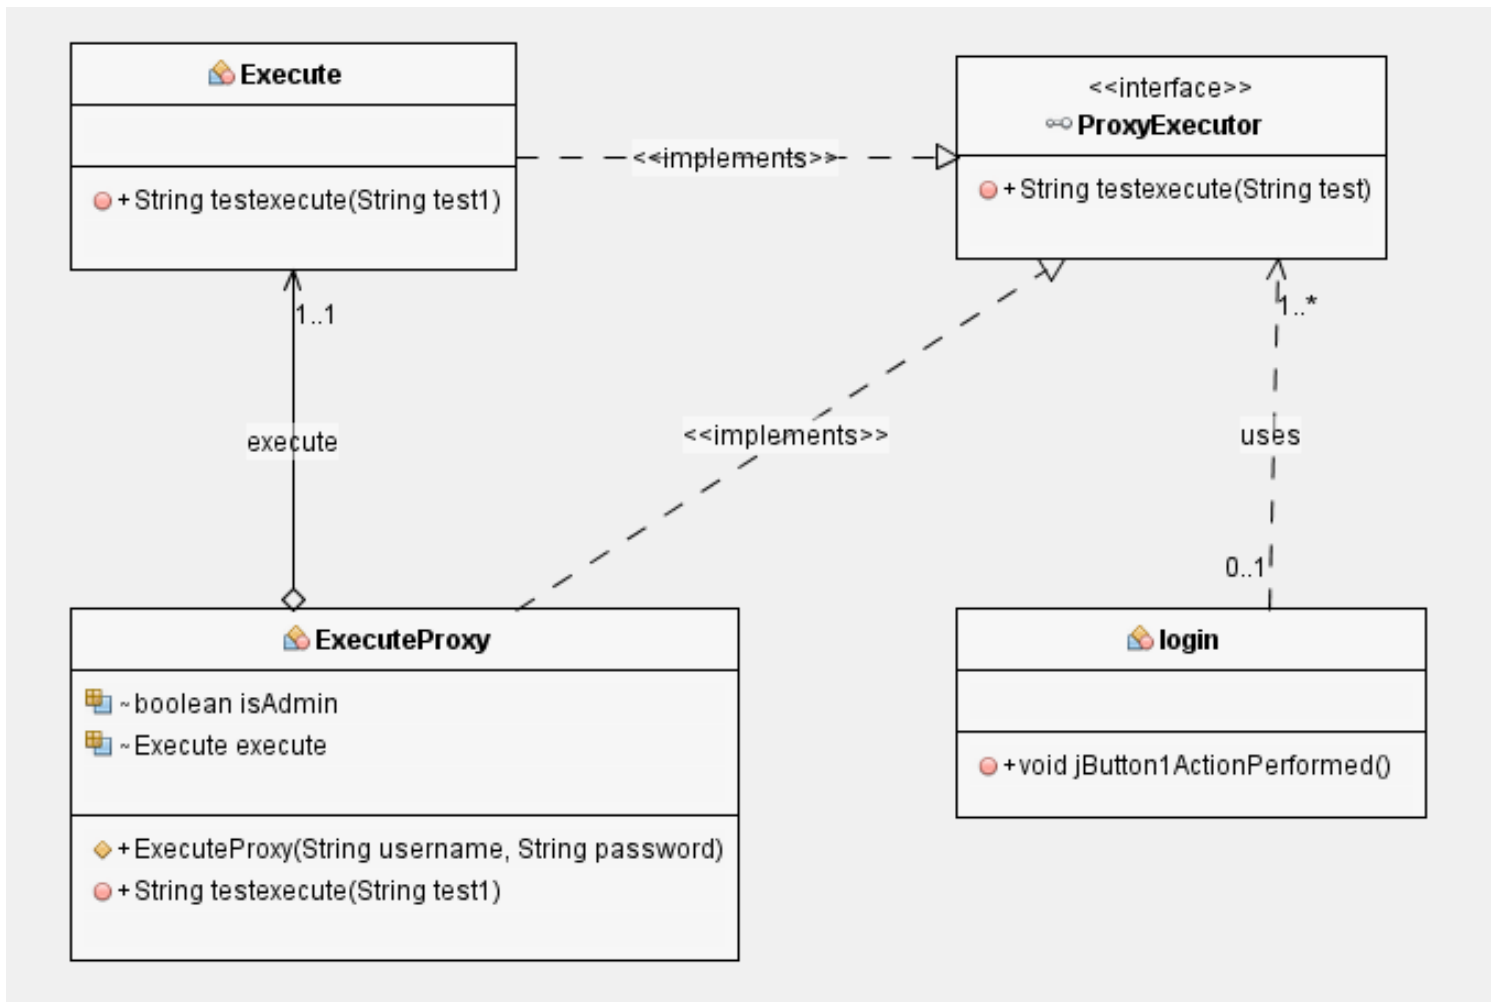 Execute
+String testexecute(String test1)
<<implements>>
<<interface>>
ProxyExecutor
+String testexecute(String test)
1..1
1..*
execute
<<implements>>
uses
0..1
ExecuteProxy
~boolean isAdmin
~Execute execute
+ExecuteProxy(String username, String password)
+String testexecute(String test1)
login
+void jButton1ActionPerformed()